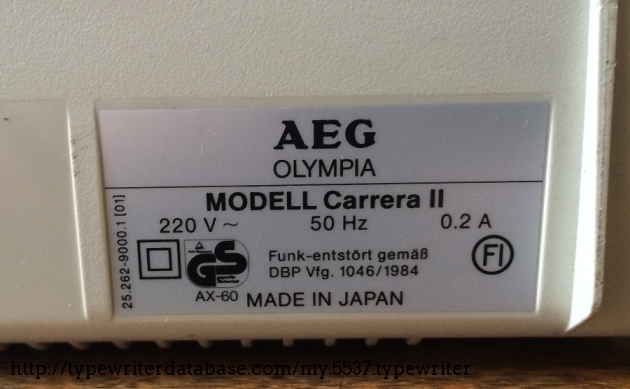 AEG
OLYMPIA
MODELL Carrera II
220 V ~ 50 Hz 0.2 A
Funk-entstört gemäß
DBP Vfg. 1046/1984
FI
GS
AX-60 MADE IN JAPAN
25.262-9000.1 [01]
http://typewriterdatabase.com/my.5537.typewriter